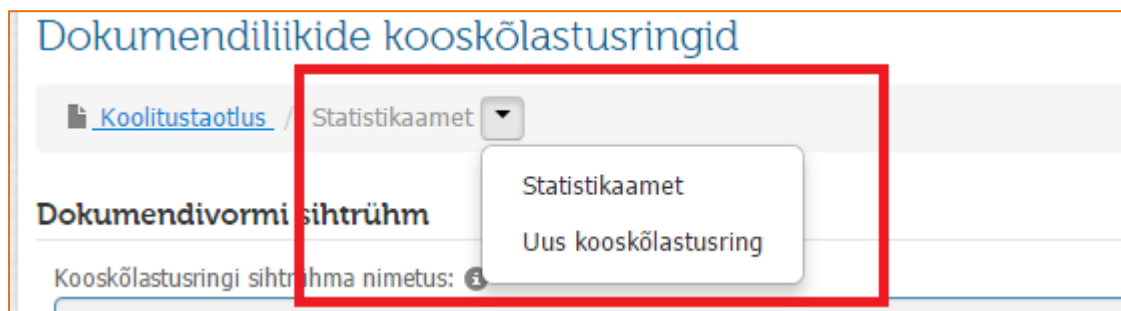 Dokumendiliikide kooskõlastusringid
Koolitustaotlus / Statistikaamet
Statistikaamet
Uus kooskõlastusring
Dokumendivormi sihtrühm
Kooskõlastusringi sihtrühma nimetus: